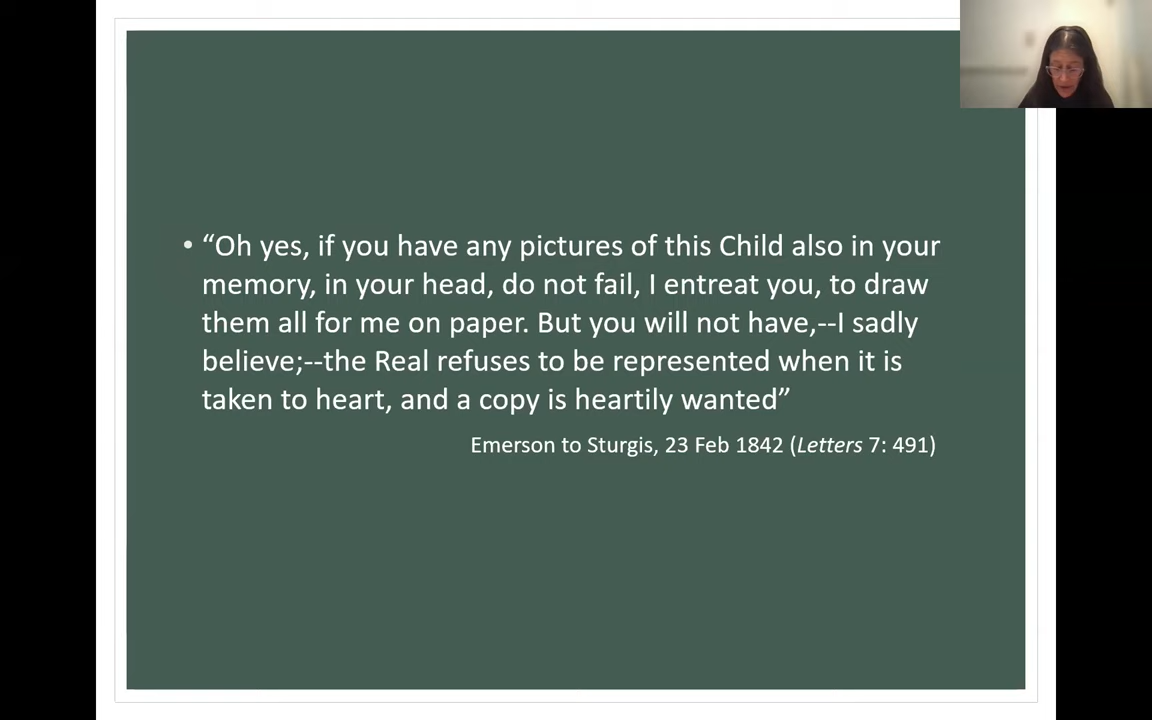 • “Oh yes, if you have any pictures of this Child also in your
memory, in your head, do not fail, I entreat you, to draw
them all for me on paper. But you will not have,--I sadly
believe;--the Real refuses to be represented when it is
taken to heart, and a copy is heartily wanted”
Emerson to Sturgis, 23 Feb 1842 (Letters 7: 491)